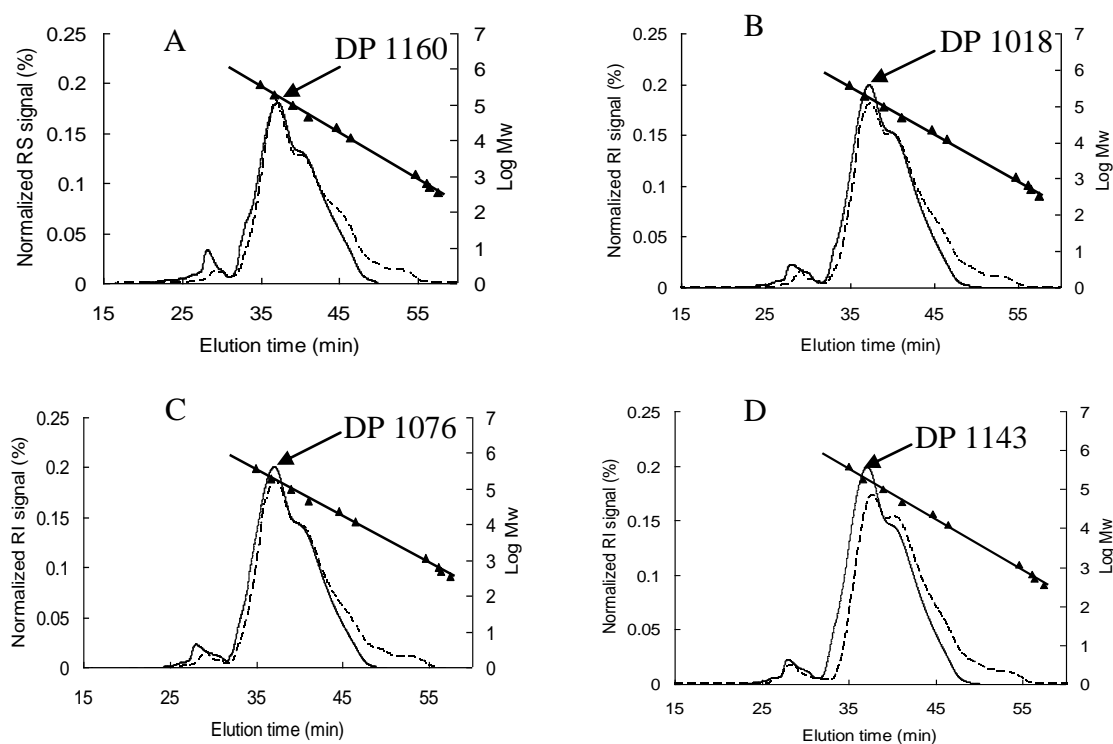 A
DP 1160
0.25
0.2
0.15
0.1
0.05
0
7
6
5
4
3
2
1
0
15 25 35 45 55
Normalized RS signal (%)
Log Mw
Elution time (min)
B
DP 1018
0.25
0.2
0.15
0.1
0.05
0
7
6
5
4
3
2
1
0
15 25 35 45 55
Normalized RI signal (%)
Log Mw
Elution time (min)
C
DP 1076
0.25
0.2
0.15
0.1
0.05
0
7
6
5
4
3
2
1
0
15 25 35 45 55
Normalized RI signal (%)
Log Mw
Elution time (min)
D
DP 1143
0.25
0.2
0.15
0.1
0.05
0
7
6
5
4
3
2
1
0
15 25 35 45 55
Normalized RI signal (%)
Log Mw
Elution time (min)